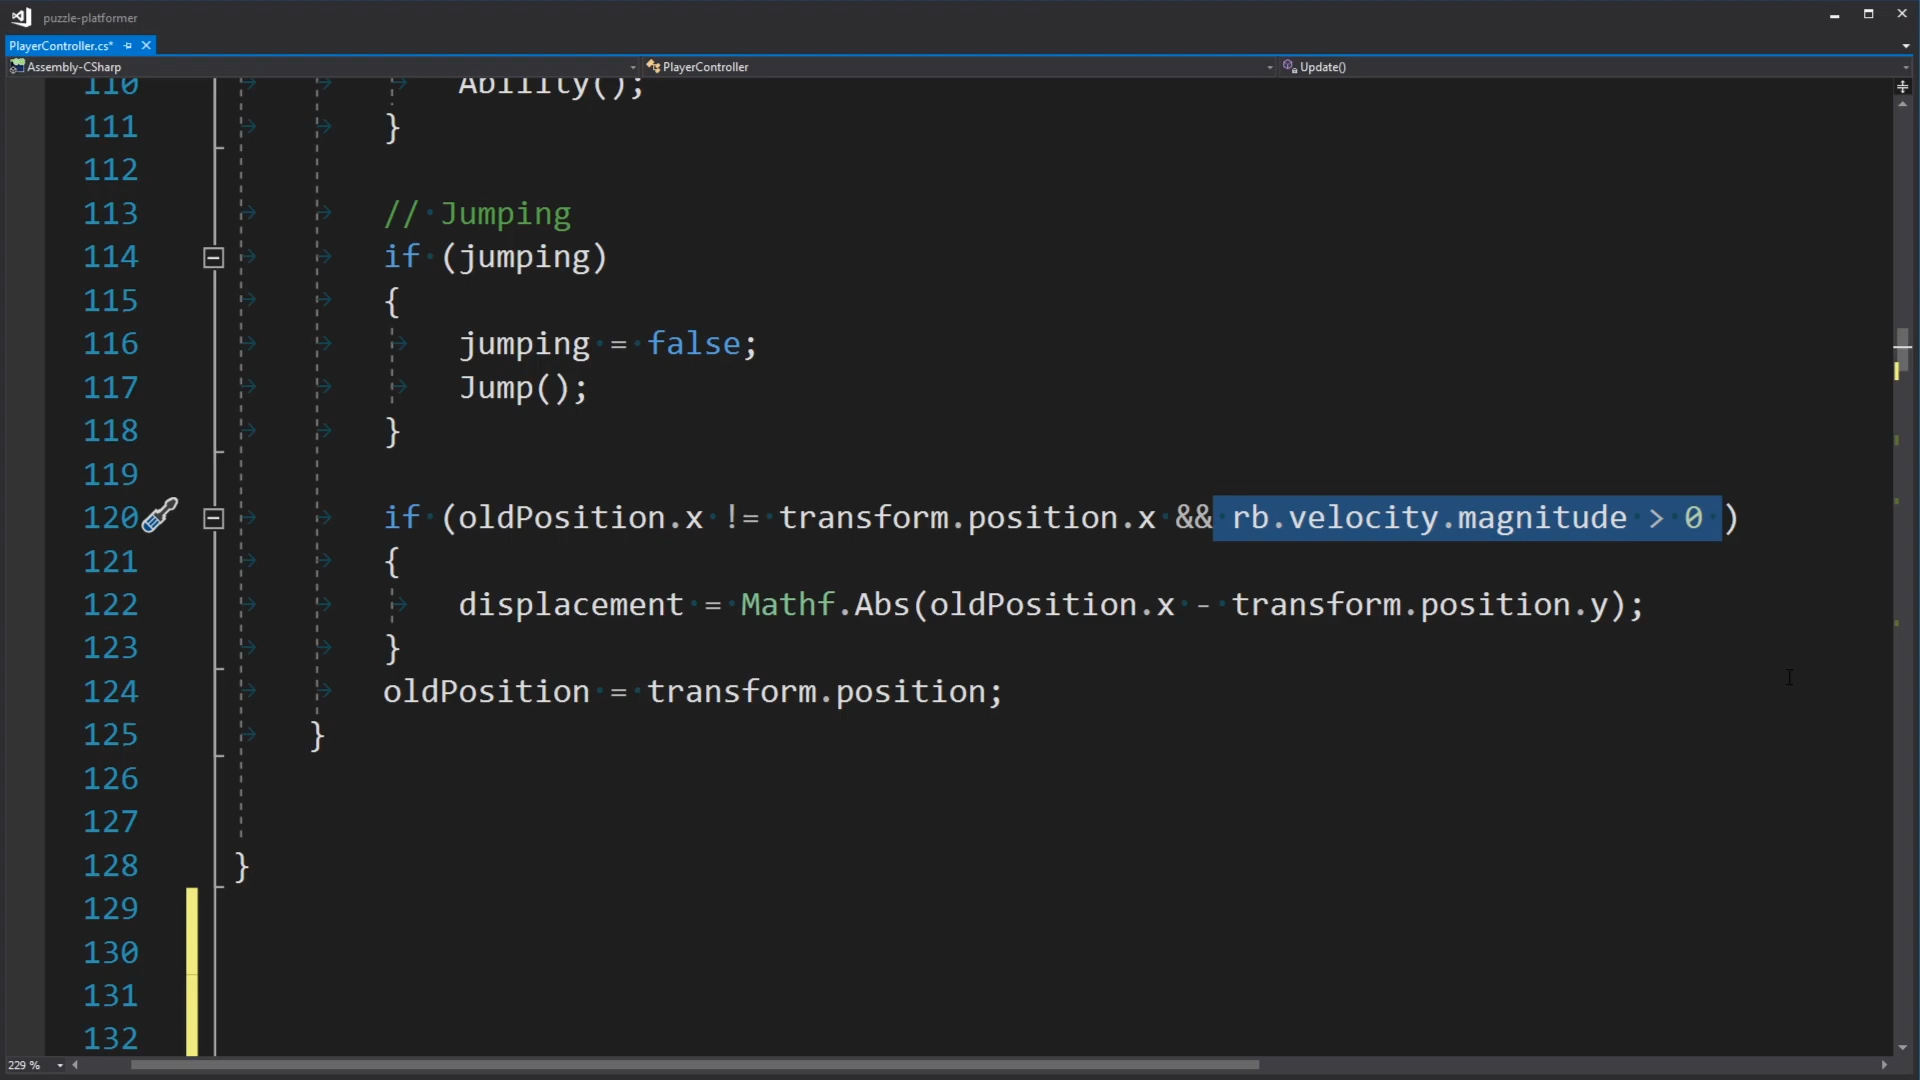 puzzle-platformer
PlayerController.cs*
Assembly-CSharp
PlayerController
Update()
110 Ability();
111 }
112
113 // Jumping
114 if (jumping)
115 {
116 jumping = false;
117 Jump();
118 }
119
120 if (oldPosition.x != transform.position.x && rb.velocity.magnitude > 0 )
121 {
122 displacement = Mathf.Abs(oldPosition.x - transform.position.y);
123 }
124 oldPosition = transform.position;
125 }
126
127
128 }
129
130
131
132
229 %